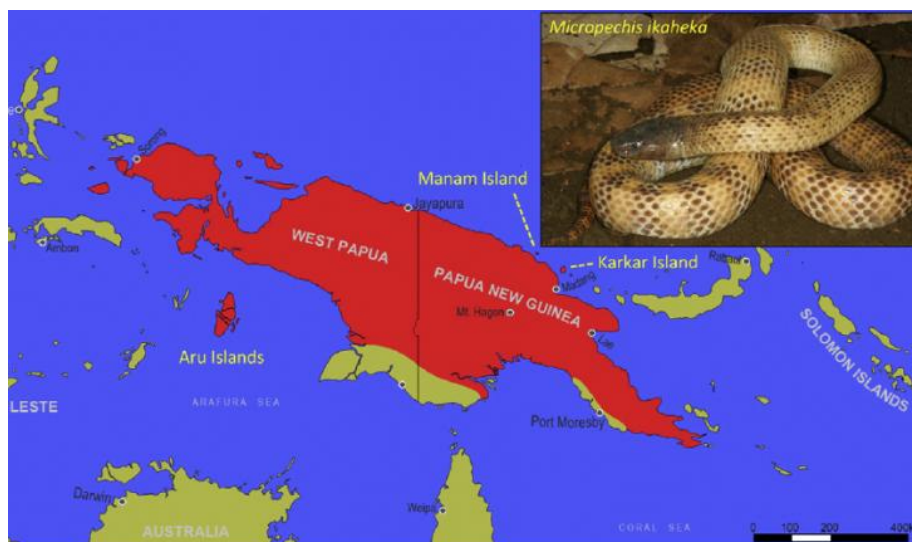 Micropechis ikaheka
Sorong
Manam Island
Jayapura
WEST PAPUA
Karkar Island
Ambon
Rabaul
PAPUA NEW GUINEA
Madang
Mt. Hagen
Lae
Aru Islands
SOLOMON ISLANDS
LESTE
ARAFURA SEA
Port Moresby
Darwin
Weipa
AUSTRALIA
CORAL SEA
0 100 200 400